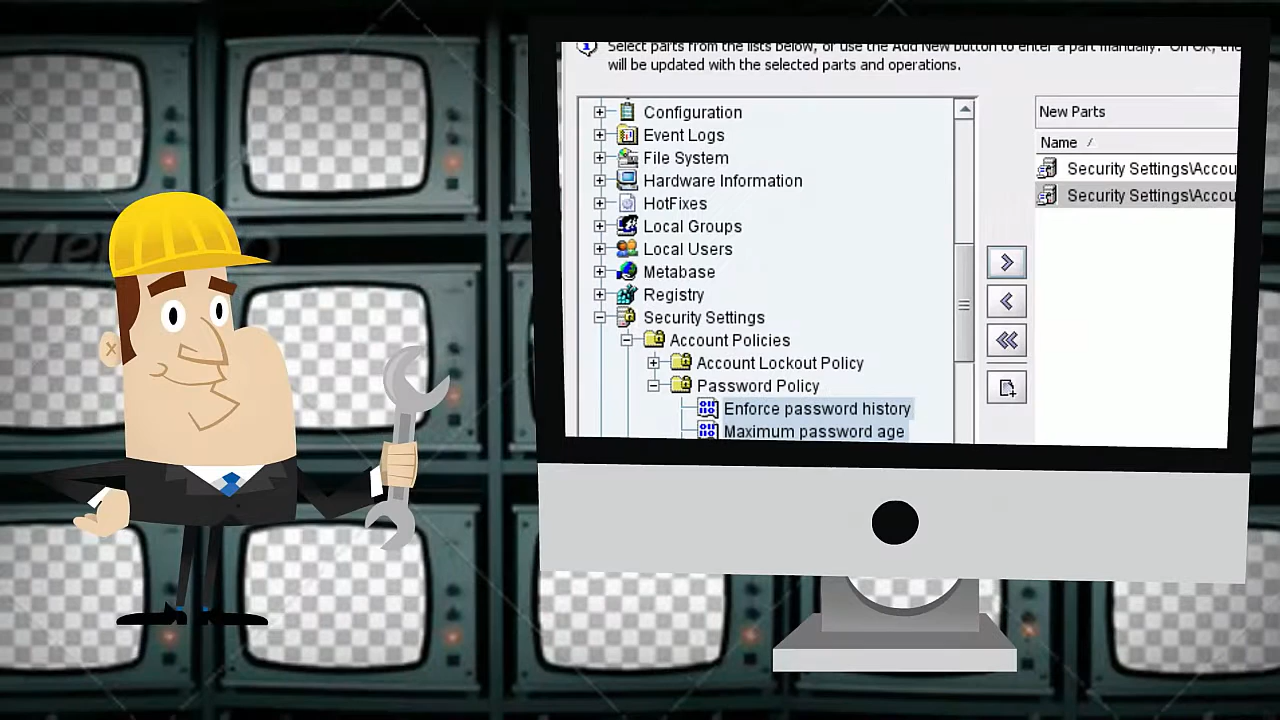 Select parts from the lists below, or use the Add New button to enter a part manually. On OK, the
will be updated with the selected parts and operations.
Configuration
Event Logs
File System
Hardware Information
HotFixes
Local Groups
Local Users
Metabase
Registry
Security Settings
Account Policies
Account Lockout Policy
Password Policy
Enforce password history
Maximum password age
New Parts
Name
Security Settings\Accou
Security Settings\Accou